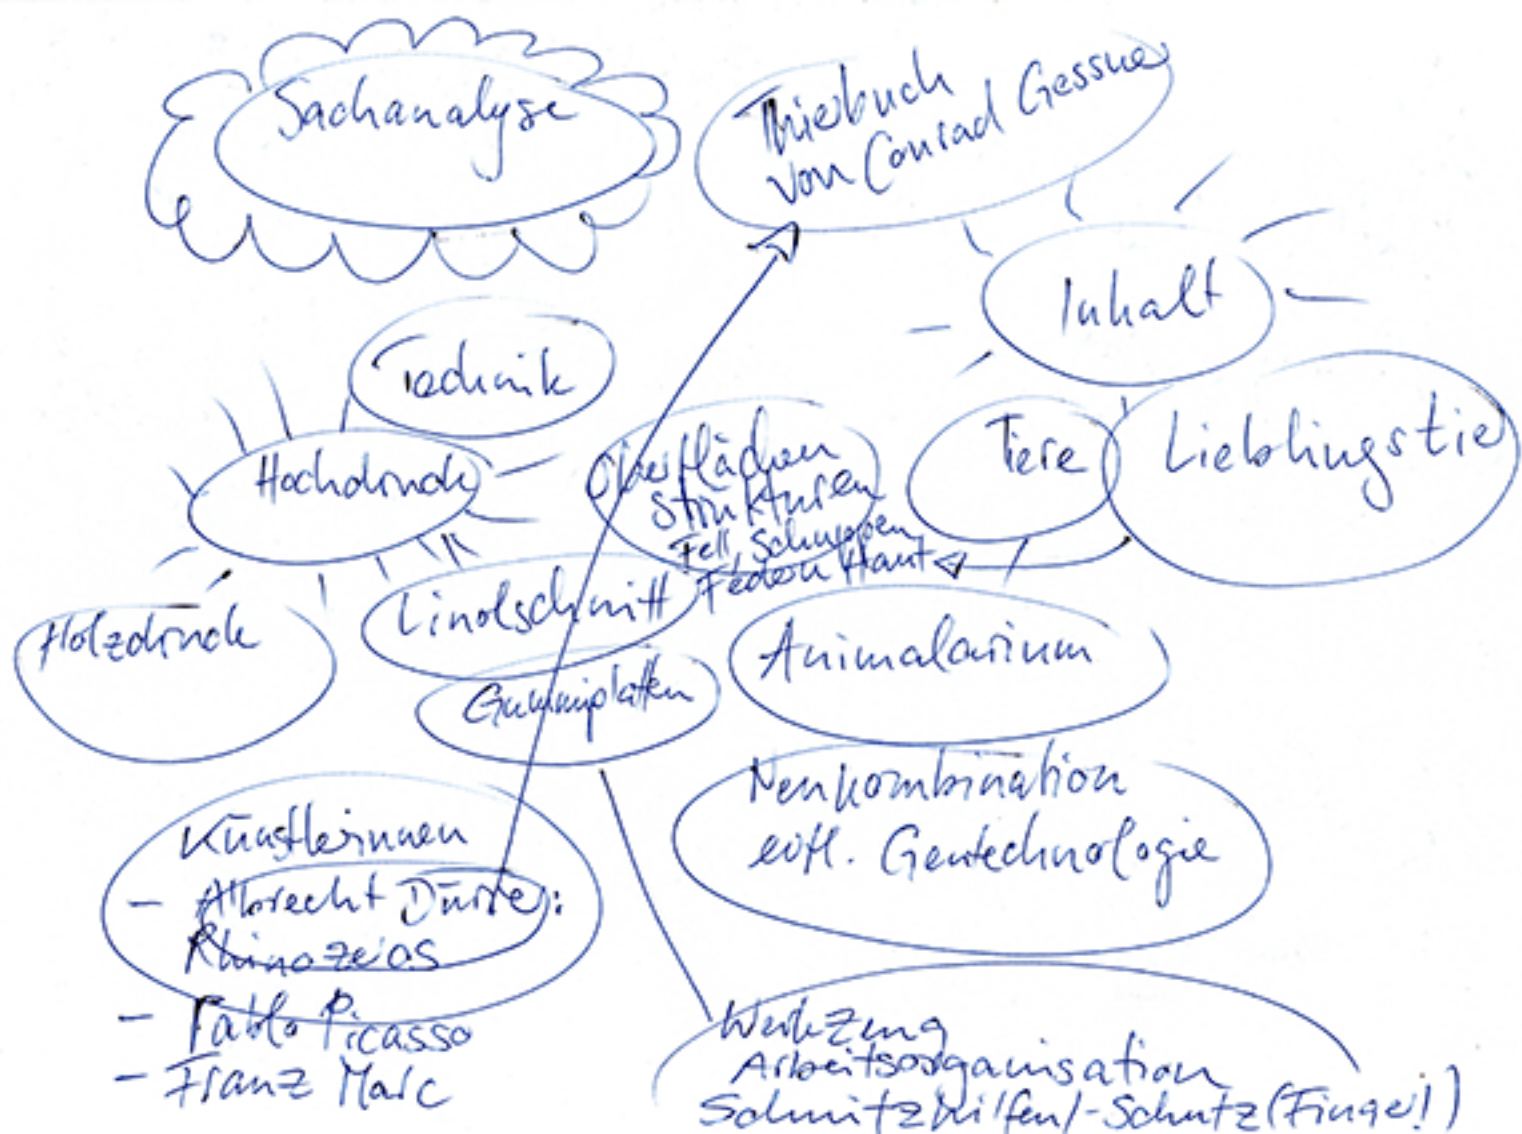 Sachanalyse
Thierbuch
von Conrad Gessner
Inhalt
Technik
Hochdruck
Oberflächen
Strukturen
Fell, Schuppen
Federn Haut
Tiere
Lieblingstier
Holzdruck
Linolschnitt
Gummiplatten
Animalarium
Neukombination
evtl. Gentechnologie
Künstlerinnen
- Albrecht Dürer:
Rhinozeros
- Pablo Picasso
- Franz Marc
Werkzeug
Arbeitsorganisation
Schnitzhilfen/-Schutz (Finger!)